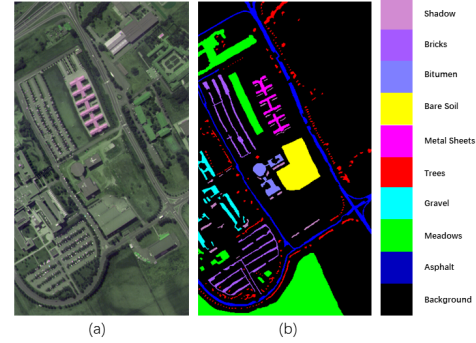 Shadow
Bricks
Bitumen
Bare Soil
Metal Sheets
Trees
Gravel
Meadows
Asphalt
Background
(a)
(b)